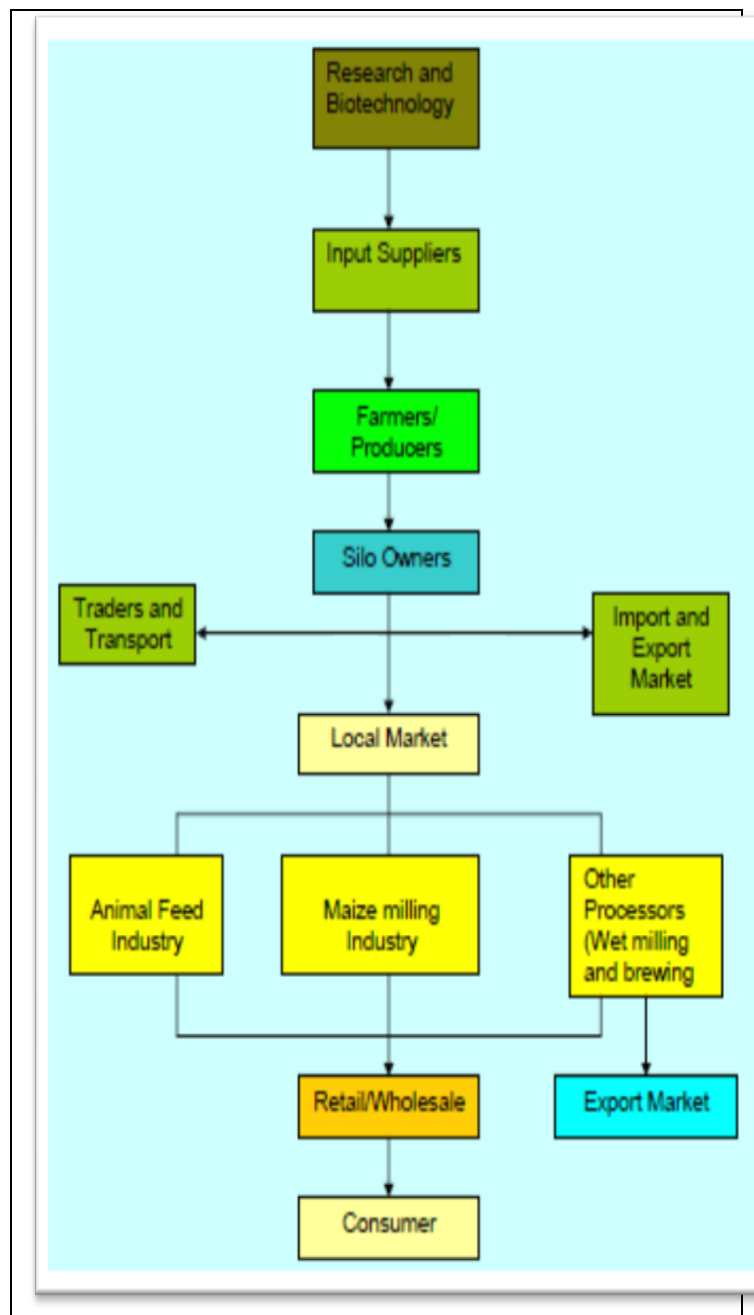 Research and
Biotechnology
Input Suppliers
Farmers/
Producers
Silo Owners
Traders and
Transport
Import and
Export
Market
Local Market
Animal Feed
Industry
Maize milling
Industry
Other
Processors
(Wet milling
and brewing
Retail/Wholesale
Export Market
Consumer